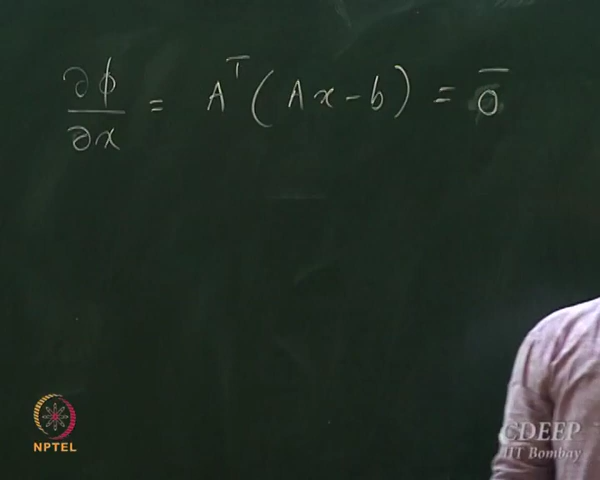 ∂ϕ/∂x = Aᵀ(Ax-b) = 0̅
NPTEL
CDEEP
IIT Bombay